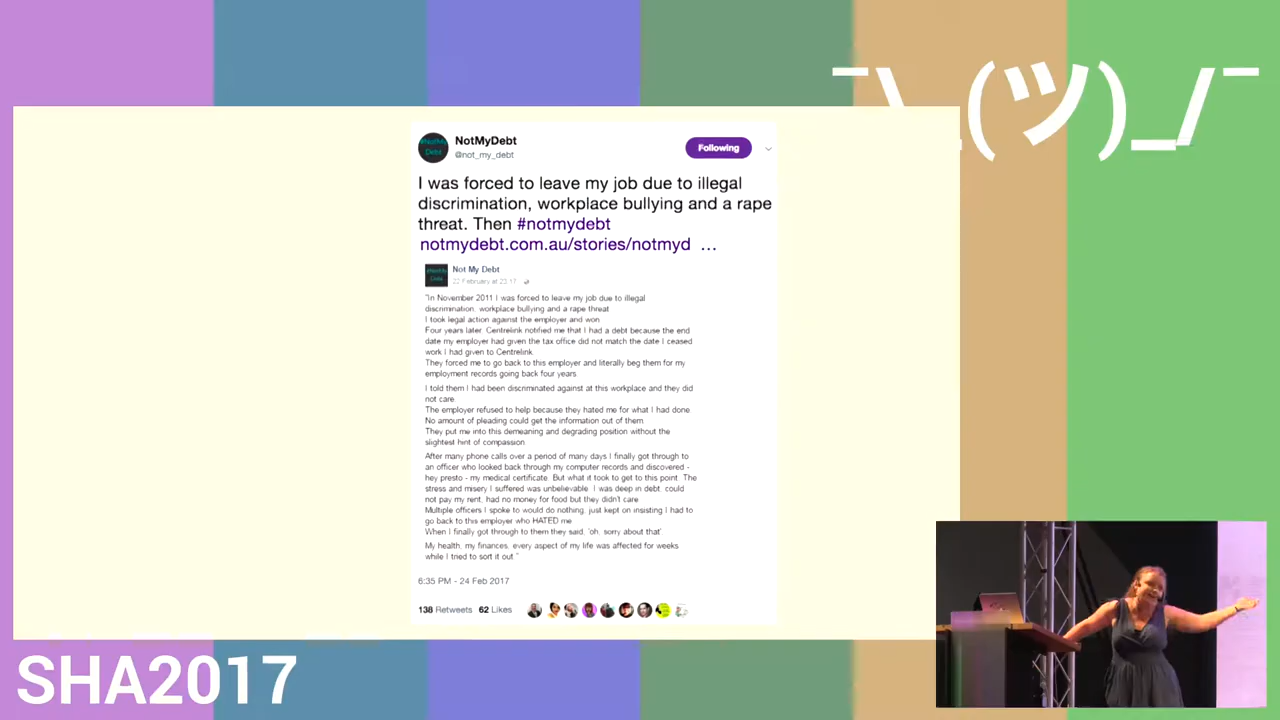 ¯\_(ツ)_/¯
NotMyDebt
@not_my_debt
Following
I was forced to leave my job due to illegal
discrimination, workplace bullying and a rape
threat. Then #notmydebt
notmydebt.com.au/stories/notmyd …
#NotMy
Debt
Not My Debt
22 February at 22:17
"In November 2011 I was forced to leave my job due to illegal
discrimination, workplace bullying and a rape threat
I took legal action against the employer and won
Four years later, Centrelink notified me that I had a debt because the end
date my employer had given the tax office did not match the date I ceased
work I had given to Centrelink.
They forced me to go back to this employer and literally beg them for my
employment records going back four years
I told them I had been discriminated against at this workplace and they did
not care.
The employer refused to help because they hated me for what I had done.
No amount of pleading could get the information out of them.
They put me into this demeaning and degrading position without the
slightest hint of compassion.
After many phone calls over a period of many days I finally got through to
an officer who looked back through my computer records and discovered -
hey presto - my medical certificate. But what it took to get to this point. The
stress and misery I suffered was unbelievable. I was deep in debt, could
not pay my rent, had no money for food but they didn't care
Multiple officers I spoke to would do nothing, just kept on insisting I had to
go back to this employer who HATED me
When I finally got through to them they said, 'oh, sorry about that'.
My health, my finances, every aspect of my life was affected for weeks
while I tried to sort it out."
6:35 PM - 24 Feb 2017
138 Retweets 62 Likes
SHA2017